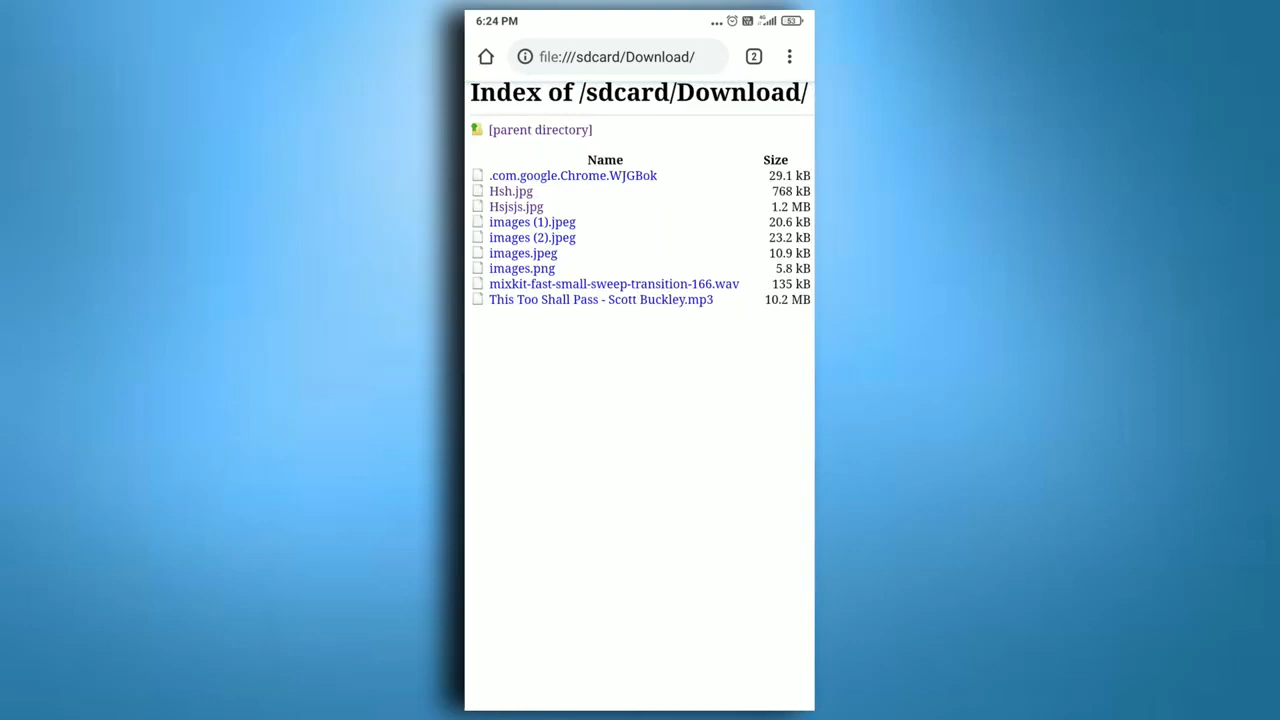 6:24 PM 4G 53
file:///sdcard/Download/ 2
Index of /sdcard/Download/
[parent directory]
Name Size
.com.google.Chrome.WJGBok 29.1 kB
Hsh.jpg 768 kB
Hsjsjs.jpg 1.2 MB
images (1).jpeg 20.6 kB
images (2).jpeg 23.2 kB
images.jpeg 10.9 kB
images.png 5.8 kB
mixkit-fast-small-sweep-transition-166.wav 135 kB
This Too Shall Pass - Scott Buckley.mp3 10.2 MB